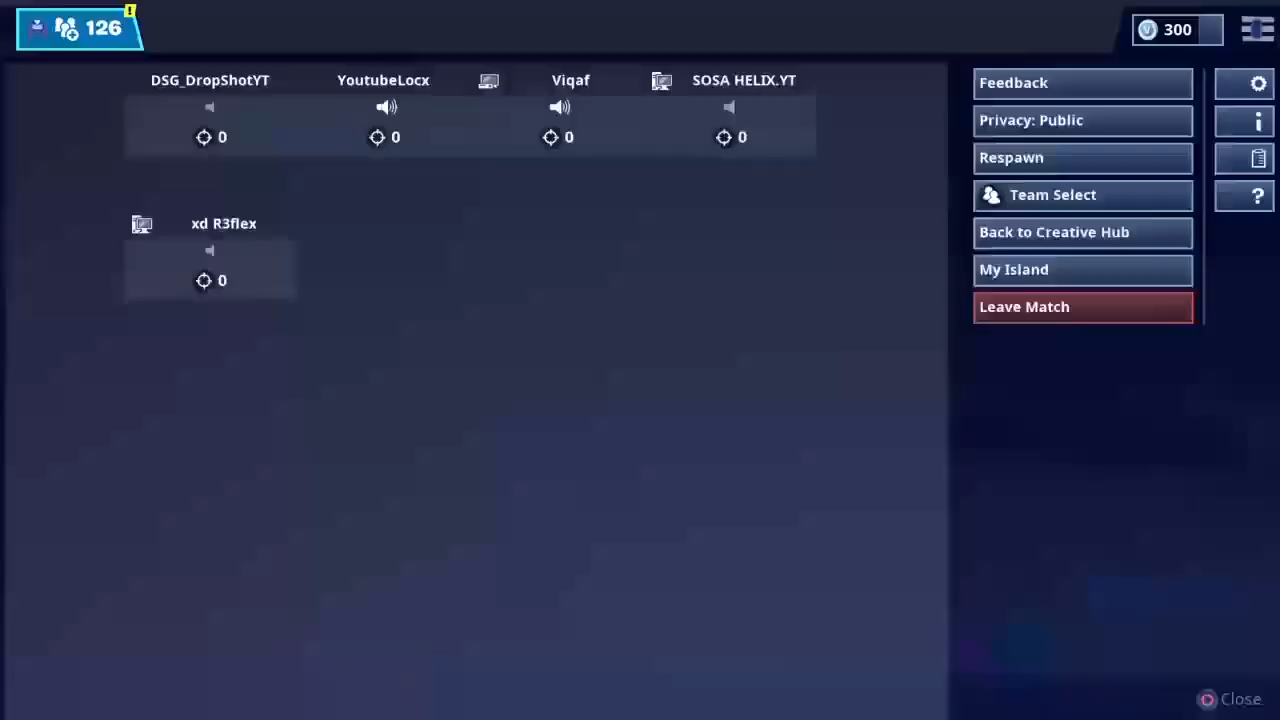 126
300
DSG_DropShotYT YoutubeLocx Viqaf SOSA HELIX.YT
0 0 0 0
xd R3flex
0
Feedback
Privacy: Public
Respawn
Team Select
Back to Creative Hub
My Island
Leave Match
Close